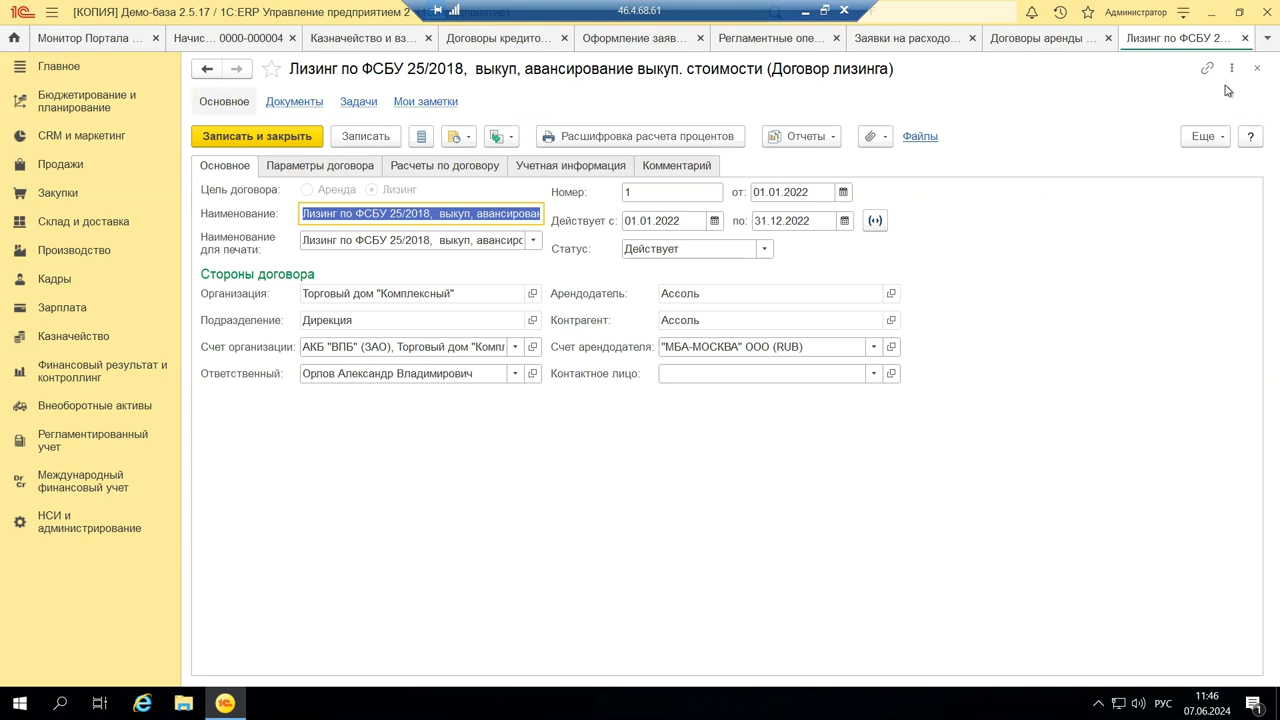 [КОПИЯ] Демо-база 2.5.17 / 1С:ERP Управление предприятием 2
46.4.68.61
Администратор
Монитор Портала ...
Начис... 0000-000004
Казначейство и вз...
Договоры кредито...
Оформление заяв...
Регламентные опе...
Заявки на расходо...
Договоры аренды ...
Лизинг по ФСБУ 2...
Главное
Бюджетирование и
планирование
CRM и маркетинг
Продажи
Закупки
Склад и доставка
Производство
Кадры
Зарплата
Казначейство
Финансовый результат и
контроллинг
Внеоборотные активы
Регламентированный
учет
Международный
финансовый учет
НСИ и
администрирование
Лизинг по ФСБУ 25/2018, выкуп, авансирование выкуп. стоимости (Договор лизинга)
Основное Документы Задачи Мои заметки
Записать и закрыть Записать Расшифровка расчета процентов Отчеты Файлы Еще ?
Основное Параметры договора Расчеты по договору Учетная информация Комментарий
Цель договора: Аренда Лизинг Номер: 1 от: 01.01.2022
Наименование: Лизинг по ФСБУ 25/2018, выкуп, авансирован Действует с: 01.01.2022 по: 31.12.2022
Наименование
для печати: Лизинг по ФСБУ 25/2018, выкуп, авансирс Статус: Действует
Стороны договора
Организация: Торговый дом "Комплексный" Арендодатель: Ассоль
Подразделение: Дирекция Контрагент: Ассоль
Счет организации: АКБ "ВПБ" (ЗАО), Торговый дом "Компл Счет арендодателя: "МБА-МОСКВА" ООО (RUB)
Ответственный: Орлов Александр Владимирович Контактное лицо:
РУС
11:46
07.06.2024
1